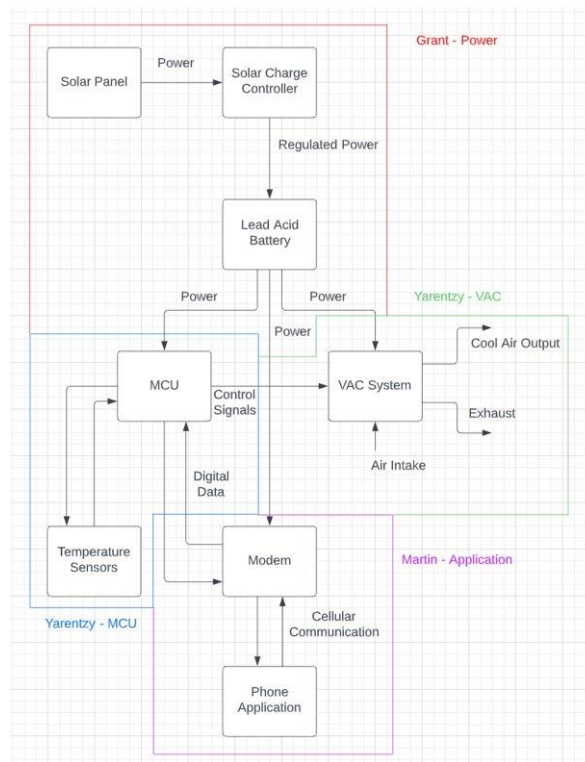 Grant - Power
Solar Panel
Power
Solar Charge
Controller
Regulated Power
Lead Acid
Battery
Power
Power
Power
Yarentzy - VAC
Cool Air Output
MCU
Control
Signals
VAC System
Exhaust
Air Intake
Digital
Data
Temperature
Sensors
Modem
Martin - Application
Yarentzy - MCU
Cellular
Communication
Phone
Application